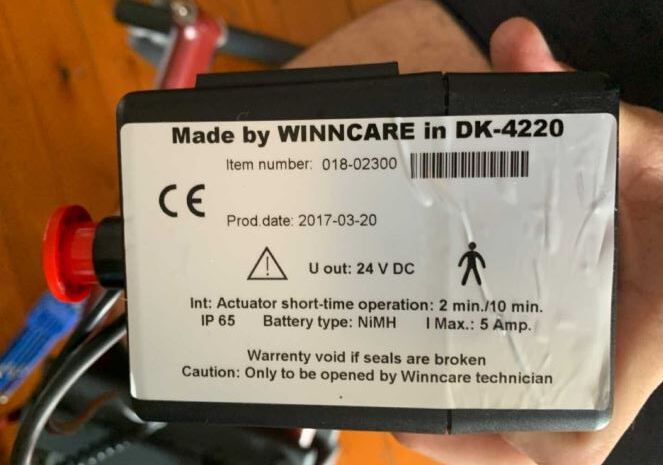 Made by WINNCARE in DK-4220
Item number: 018-02300
CE
Prod.date: 2017-03-20
U out: 24 V DC
Int: Actuator short-time operation: 2 min./10 min.
IP 65 Battery type: NiMH I Max.: 5 Amp.
Warrenty void if seals are broken
Caution: Only to be opened by Winncare technician